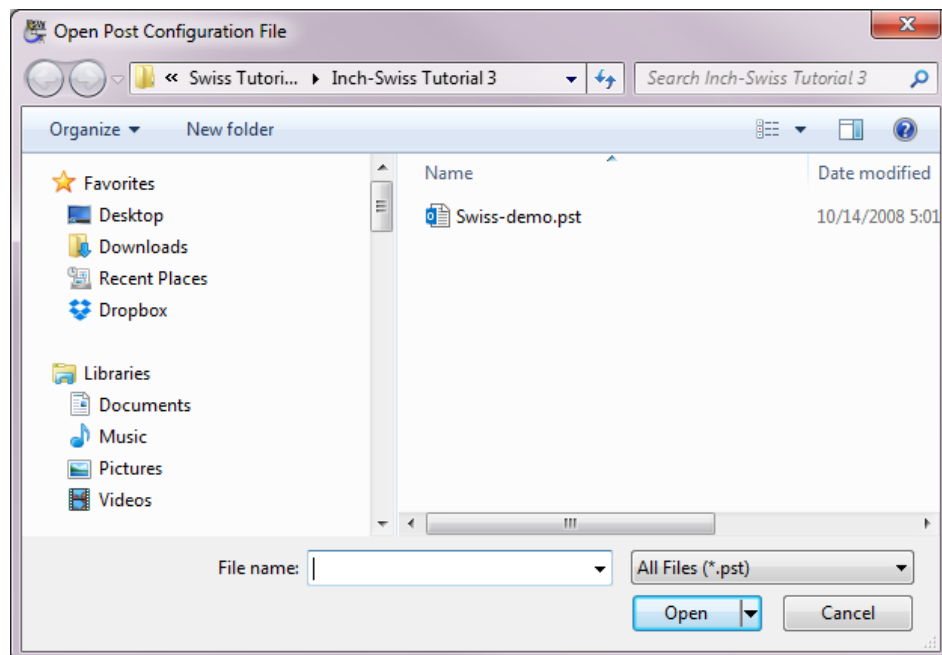 Open Post Configuration File
« Swiss Tutori... Inch-Swiss Tutorial 3 Search Inch-Swiss Tutorial 3
Organize New folder
Name Date modified
Favorites
Desktop Swiss-demo.pst 10/14/2008 5:01
Downloads
Recent Places
Dropbox
Libraries
Documents
Music
Pictures
Videos
File name: All Files (*.pst)
Open Cancel